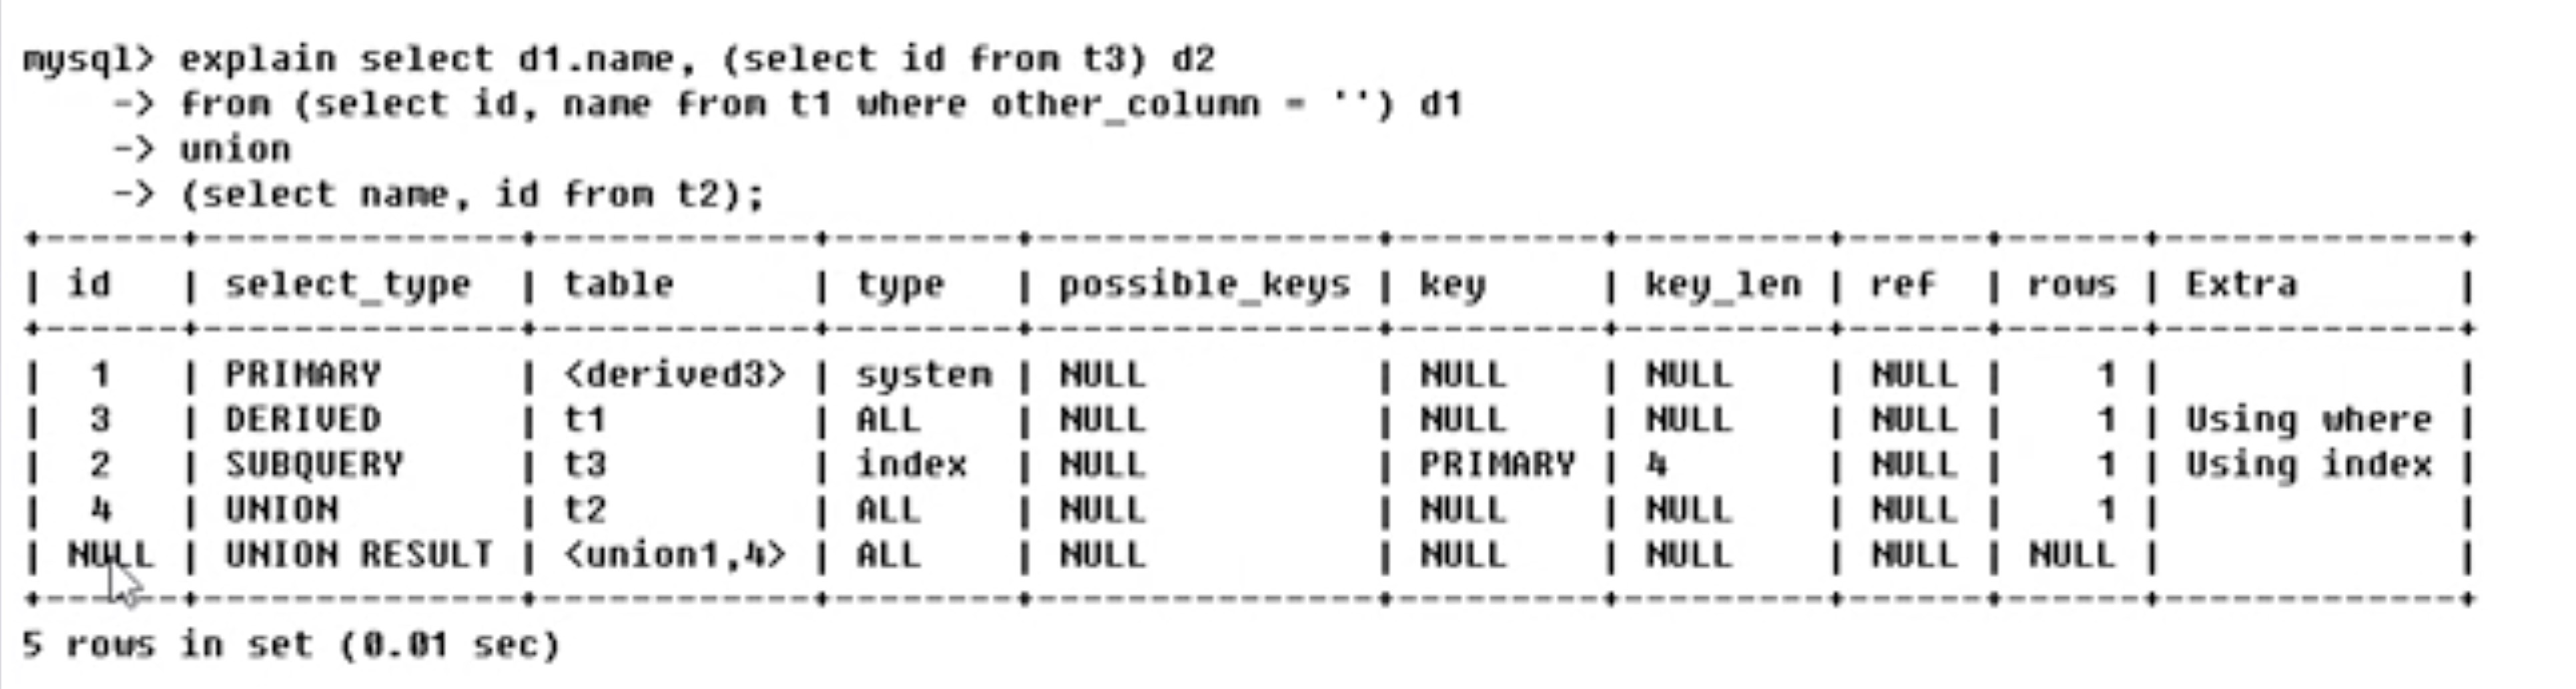 mysql> explain select d1.name, (select id from t3) d2
    -> from (select id, name from t1 where other_column = '') d1
    -> union
    -> (select name, id from t2);
+------+--------------+------------+--------+---------------+---------+---------+------+------+-------------+
| id | select_type | table | type | possible_keys | key | key_len | ref | rows | Extra |
+------+--------------+------------+--------+---------------+---------+---------+------+------+-------------+
| 1 | PRIMARY | <derived3> | system | NULL | NULL | NULL | NULL | 1 | |
| 3 | DERIVED | t1 | ALL | NULL | NULL | NULL | NULL | 1 | Using where |
| 2 | SUBQUERY | t3 | index | NULL | PRIMARY | 4 | NULL | 1 | Using index |
| 4 | UNION | t2 | ALL | NULL | NULL | NULL | NULL | 1 | |
| NULL | UNION RESULT | <union1,4> | ALL | NULL | NULL | NULL | NULL | NULL | |
+------+--------------+------------+--------+---------------+---------+---------+------+------+-------------+
5 rows in set (0.01 sec)